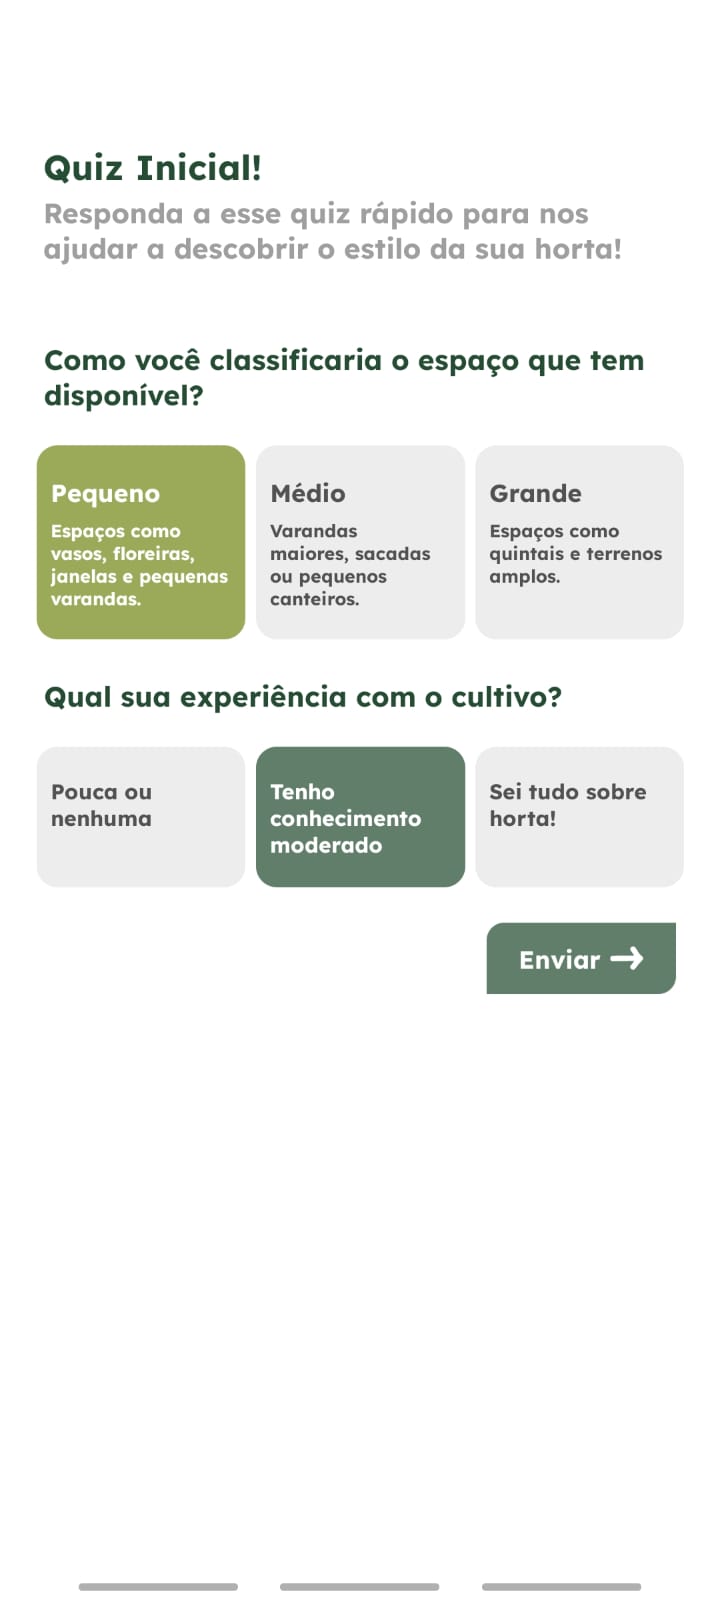 Quiz Inicial!
Responda a esse quiz rápido para nos
ajudar a descobrir o estilo da sua horta!
Como você classificaria o espaço que tem
disponível?
Pequeno
Espaços como
vasos, floreiras,
janelas e pequenas
varandas.
Médio
Varandas
maiores, sacadas
ou pequenos
canteiros.
Grande
Espaços como
quintais e terrenos
amplos.
Qual sua experiência com o cultivo?
Pouca ou
nenhuma
Tenho
conhecimento
moderado
Sei tudo sobre
horta!
Enviar →